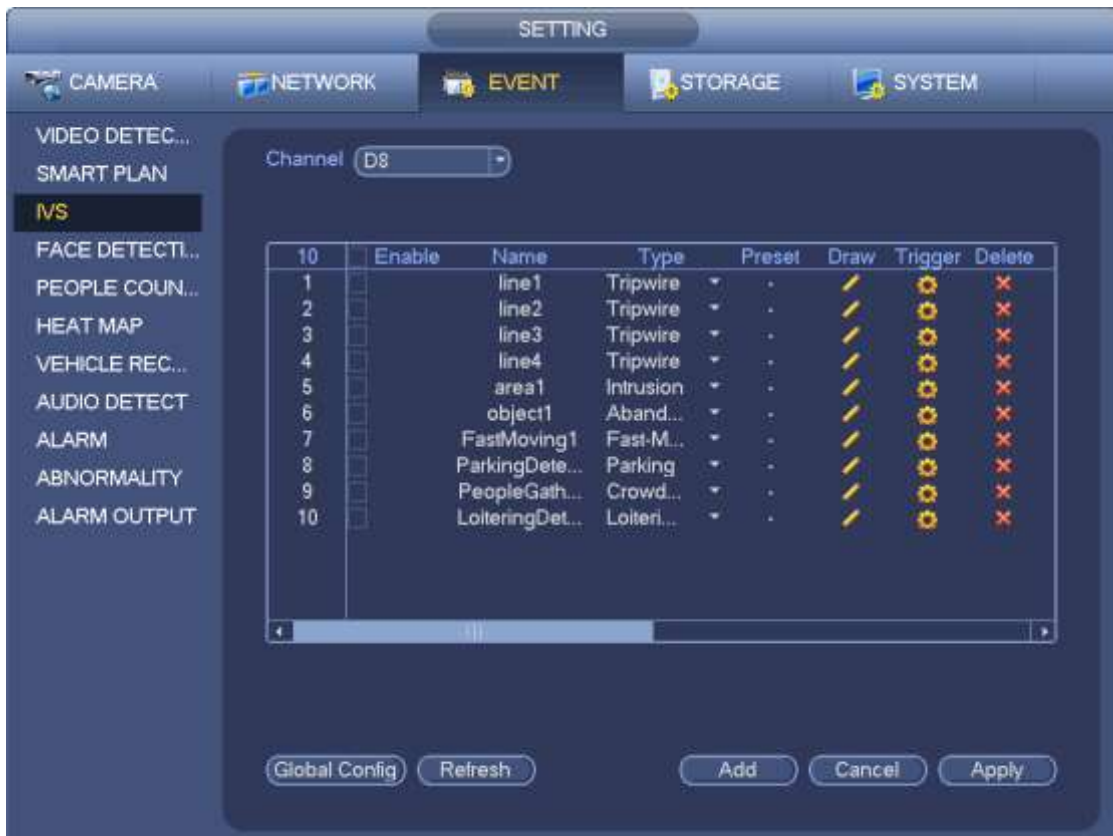 SETTING
CAMERA NETWORK EVENT STORAGE SYSTEM
VIDEO DETEC...
SMART PLAN
IVS
FACE DETECTI...
PEOPLE COUN...
HEAT MAP
VEHICLE REC...
AUDIO DETECT
ALARM
ABNORMALITY
ALARM OUTPUT
Channel D8
10 Enable Name Type Preset Draw Trigger Delete
1 line1 Tripwire -
2 line2 Tripwire -
3 line3 Tripwire -
4 line4 Tripwire -
5 area1 Intrusion -
6 object1 Aband... -
7 FastMoving1 Fast-M... -
8 ParkingDete... Parking -
9 PeopleGath... Crowd... -
10 LoiteringDet... Loiteri... -
Global Config Refresh Add Cancel Apply